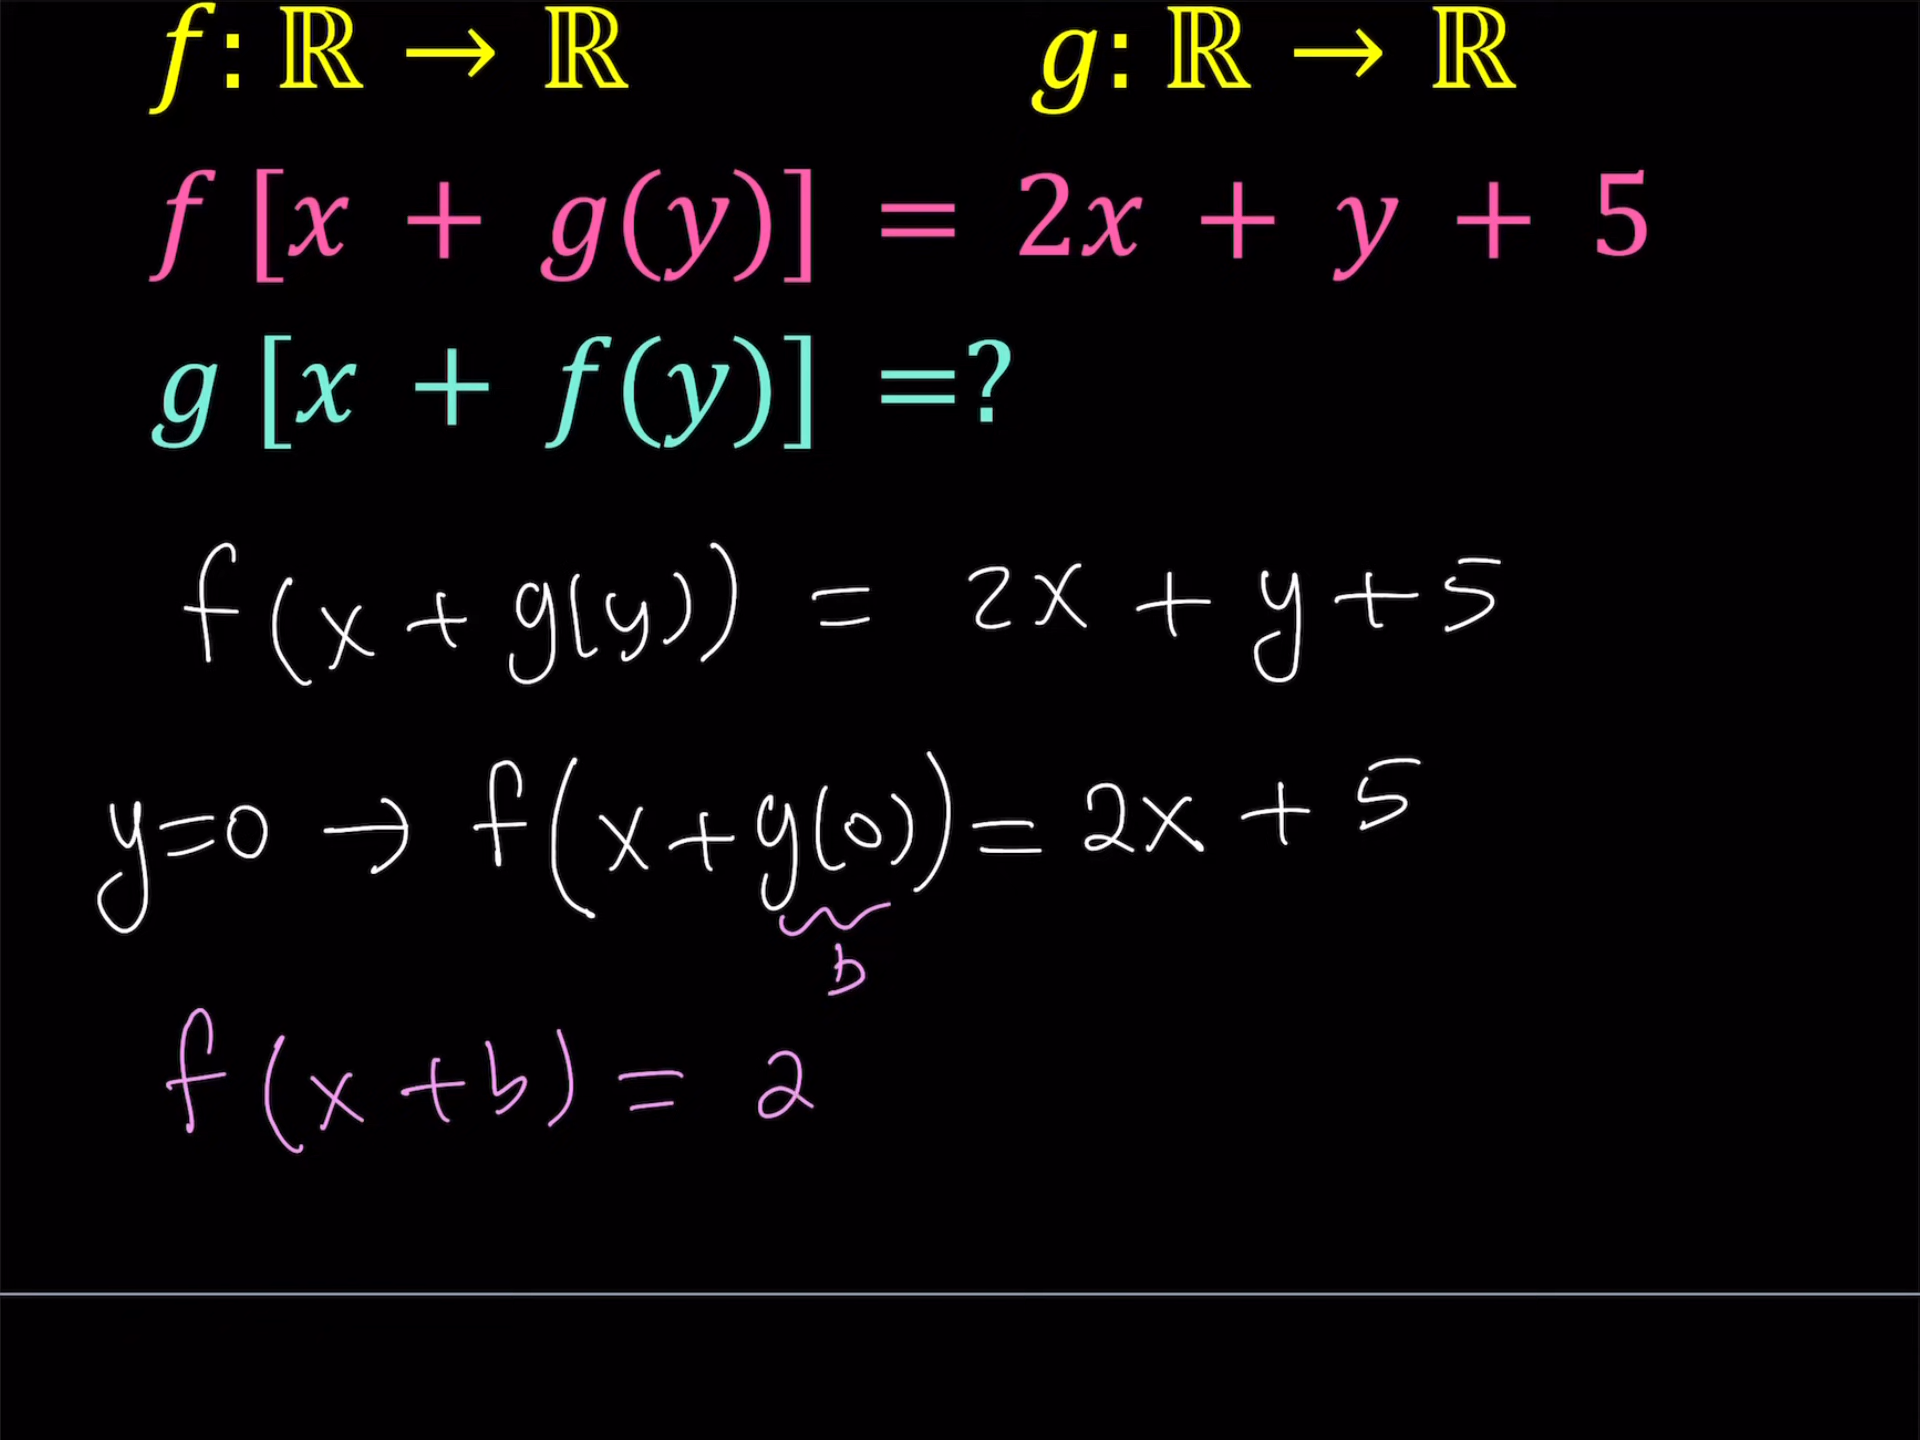 f : ℝ → ℝ g: ℝ → ℝ
f [x + g(y)] = 2x + y + 5
g [x + f(y)] =?
f(x + g(y)) = 2x + y + 5
y=0 → f(x+g(0)) = 2x + 5
b
f(x+b) = 2